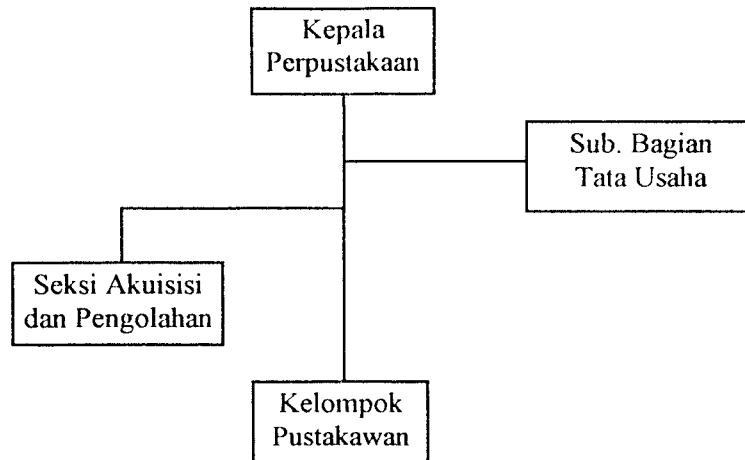 Kepala
Perpustakaan
Sub. Bagian
Tata Usaha
Seksi Akuisisi
dan Pengolahan
Kelompok
Pustakawan